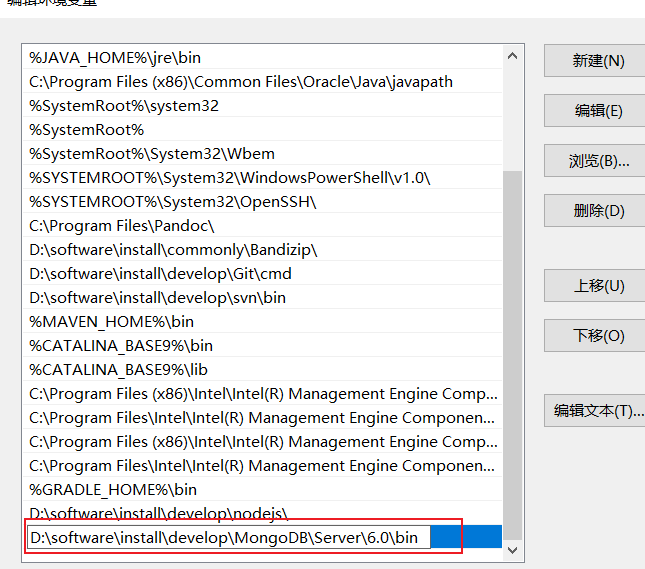 编辑环境变量
%JAVA_HOME%\jre\bin
C:\Program Files (x86)\Common Files\Oracle\Java\javapath
%SystemRoot%\system32
%SystemRoot%
%SystemRoot%\System32\Wbem
%SYSTEMROOT%\System32\WindowsPowerShell\v1.0\
%SYSTEMROOT%\System32\OpenSSH\
C:\Program Files\Pandoc\
D:\software\install\commonly\Bandizip\
D:\software\install\develop\Git\cmd
D:\software\install\develop\svn\bin
%MAVEN_HOME%\bin
%CATALINA_BASE9%\bin
%CATALINA_BASE9%\lib
C:\Program Files (x86)\Intel\Intel(R) Management Engine Comp...
C:\Program Files\Intel\Intel(R) Management Engine Componen...
C:\Program Files (x86)\Intel\Intel(R) Management Engine Comp...
C:\Program Files\Intel\Intel(R) Management Engine Componen...
%GRADLE_HOME%\bin
D:\software\install\develop\nodejs\
D:\software\install\develop\MongoDB\Server\6.0\bin
新建(N)
编辑(E)
浏览(B)...
删除(D)
上移(U)
下移(O)
编辑文本(T)...